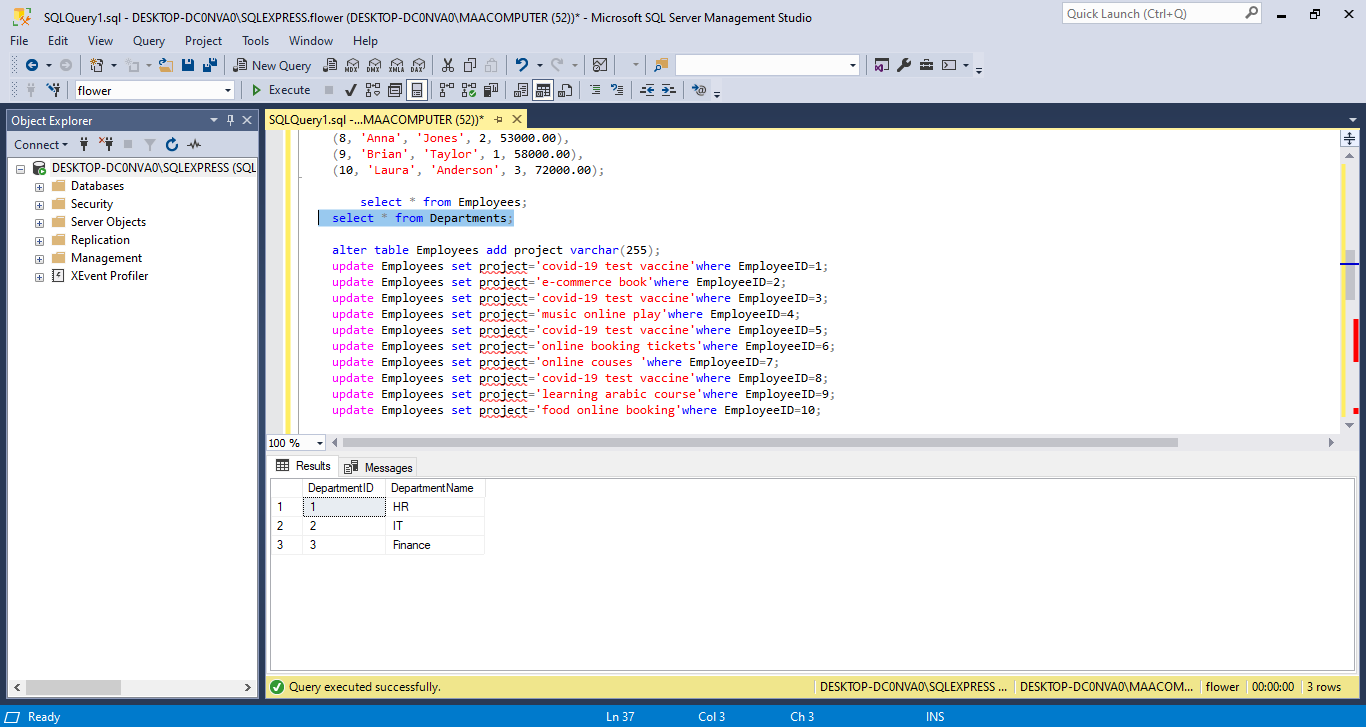 SQLQuery1.sql - DESKTOP-DC0NVA0\SQLEXPRESS.flower (DESKTOP-DC0NVA0\MAACOMPUTER (52))* - Microsoft SQL Server Management Studio
Quick Launch (Ctrl+Q)
File Edit View Query Project Tools Window Help
New Query MDX DMX XMLA DAX
flower Execute
Object Explorer
SQLQuery1.sql -...MAACOMPUTER (52))*
Connect
DESKTOP-DC0NVA0\SQLEXPRESS (SQL
Databases
Security
Server Objects
Replication
Management
XEvent Profiler
(8, 'Anna', 'Jones', 2, 53000.00),
(9, 'Brian', 'Taylor', 1, 58000.00),
(10, 'Laura', 'Anderson', 3, 72000.00);
select * from Employees;
select * from Departments;
alter table Employees add project varchar(255);
update Employees set project='covid-19 test vaccine'where EmployeeID=1;
update Employees set project='e-commerce book'where EmployeeID=2;
update Employees set project='covid-19 test vaccine'where EmployeeID=3;
update Employees set project='music online play'where EmployeeID=4;
update Employees set project='covid-19 test vaccine'where EmployeeID=5;
update Employees set project='online booking tickets'where EmployeeID=6;
update Employees set project='online couses 'where EmployeeID=7;
update Employees set project='covid-19 test vaccine'where EmployeeID=8;
update Employees set project='learning arabic course'where EmployeeID=9;
update Employees set project='food online booking'where EmployeeID=10;
100 %
Results Messages
DepartmentID DepartmentName
1 1 HR
2 2 IT
3 3 Finance
Query executed successfully. DESKTOP-DC0NVA0\SQLEXPRESS ... DESKTOP-DC0NVA0\MAACOM... flower 00:00:00 3 rows
Ready Ln 37 Col 3 Ch 3 INS